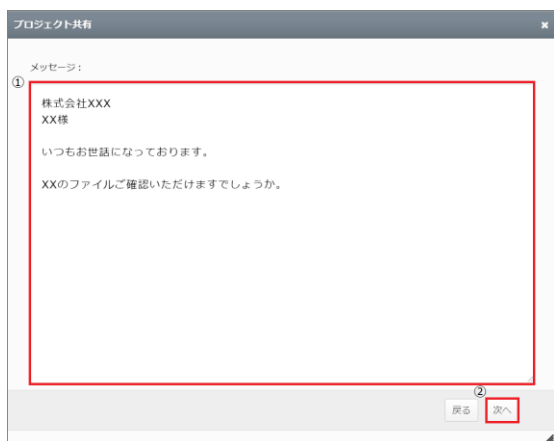 プロジェクト共有 ×
メッセージ：
①
株式会社XXX
XX様
いつもお世話になっております。
XXのファイルご確認いただけますでしょうか。
②
戻る 次へ